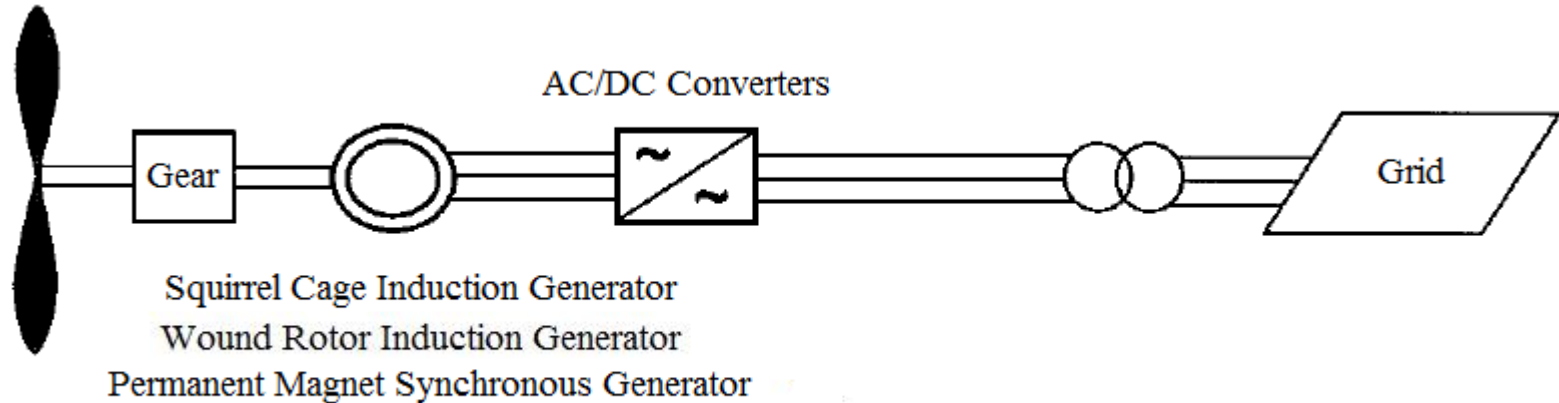 AC/DC Converters
Gear
~
~
Grid
Squirrel Cage Induction Generator
Wound Rotor Induction Generator
Permanent Magnet Synchronous Generator